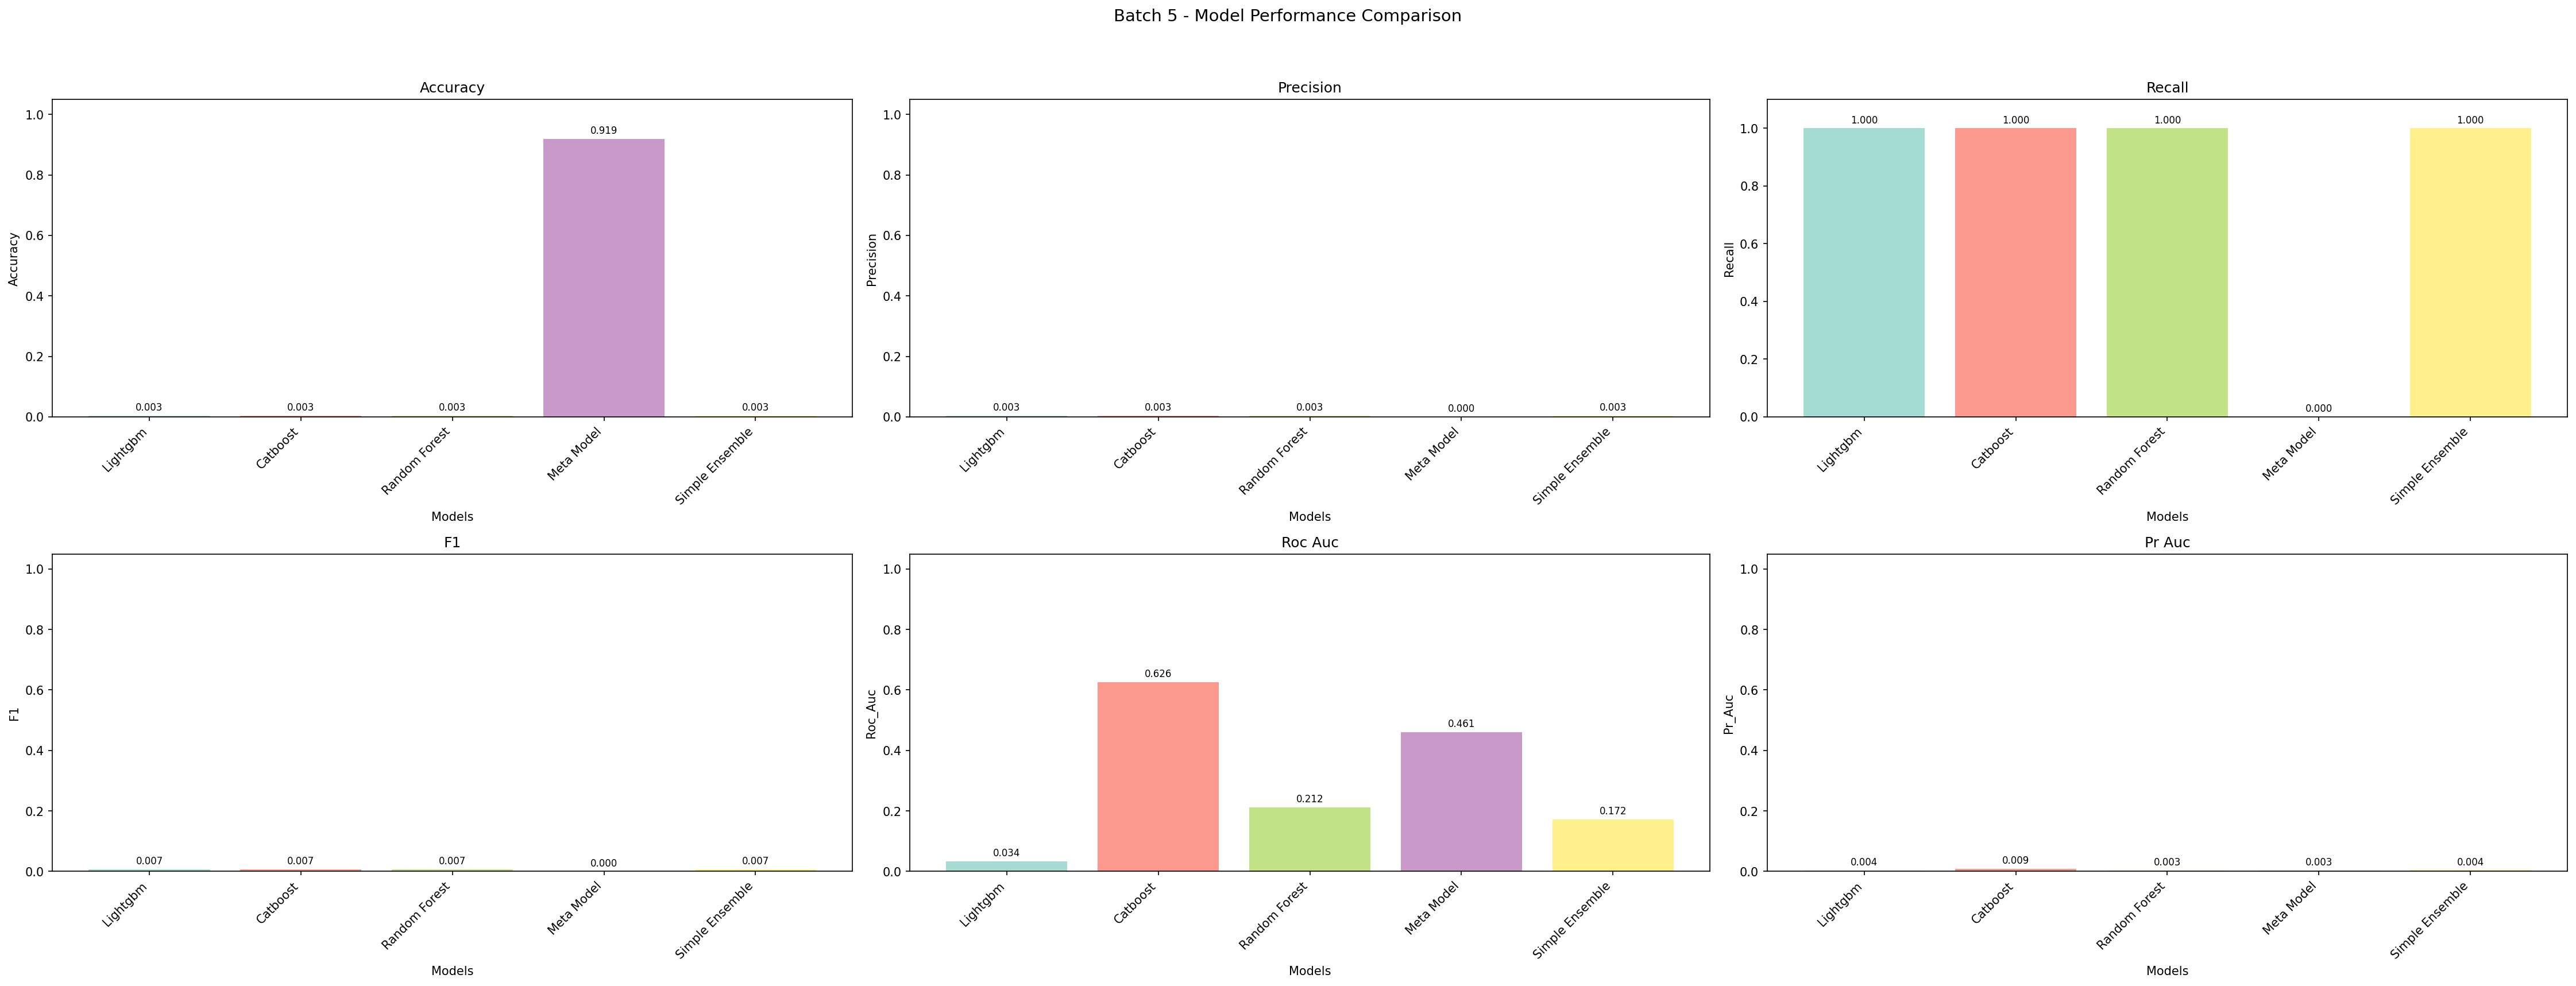 Batch 5 - Model Performance Comparison
Accuracy
Accuracy
1.0
0.8
0.6
0.4
0.2
0.0
0.003
0.003
0.003
0.919
0.003
Lightgbm
Catboost
Random Forest
Meta Model
Simple Ensemble
Models
Precision
Precision
1.0
0.8
0.6
0.4
0.2
0.0
0.003
0.003
0.003
0.000
0.003
Lightgbm
Catboost
Random Forest
Meta Model
Simple Ensemble
Models
Recall
Recall
1.0
0.8
0.6
0.4
0.2
0.0
1.000
1.000
1.000
0.000
1.000
Lightgbm
Catboost
Random Forest
Meta Model
Simple Ensemble
Models
F1
F1
1.0
0.8
0.6
0.4
0.2
0.0
0.007
0.007
0.007
0.000
0.007
Lightgbm
Catboost
Random Forest
Meta Model
Simple Ensemble
Models
Roc Auc
Roc_Auc
1.0
0.8
0.6
0.4
0.2
0.0
0.034
0.626
0.212
0.461
0.172
Lightgbm
Catboost
Random Forest
Meta Model
Simple Ensemble
Models
Pr Auc
Pr_Auc
1.0
0.8
0.6
0.4
0.2
0.0
0.004
0.009
0.003
0.003
0.004
Lightgbm
Catboost
Random Forest
Meta Model
Simple Ensemble
Models